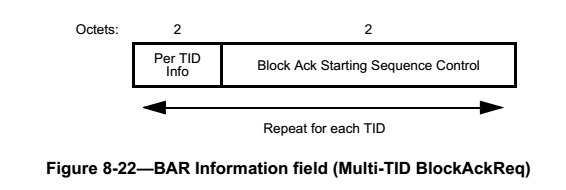 Octets: 2 2
Per TID
Info
Block Ack Starting Sequence Control
Repeat for each TID
Figure 8-22—BAR Information field (Multi-TID BlockAckReq)